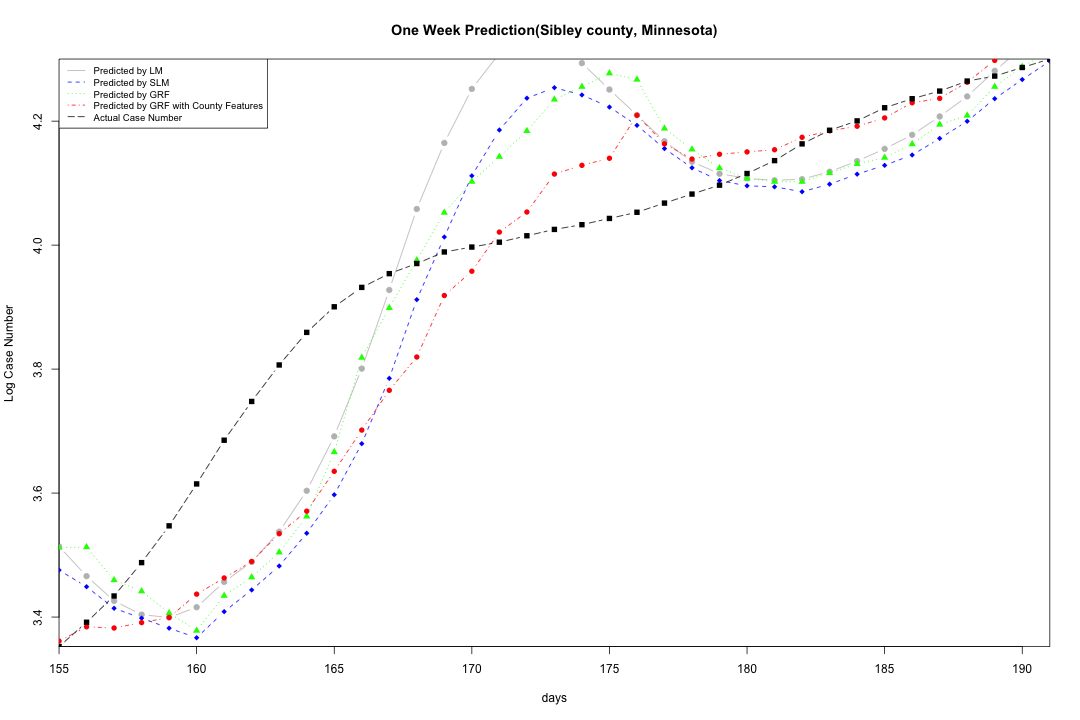 One Week Prediction(Sibley county, Minnesota)
Predicted by LM
Predicted by SLM
Predicted by GRF
Predicted by GRF with County Features
Actual Case Number
4.2
4.0
3.8
3.6
3.4
Log Case Number
155 160 165 170 175 180 185 190
days